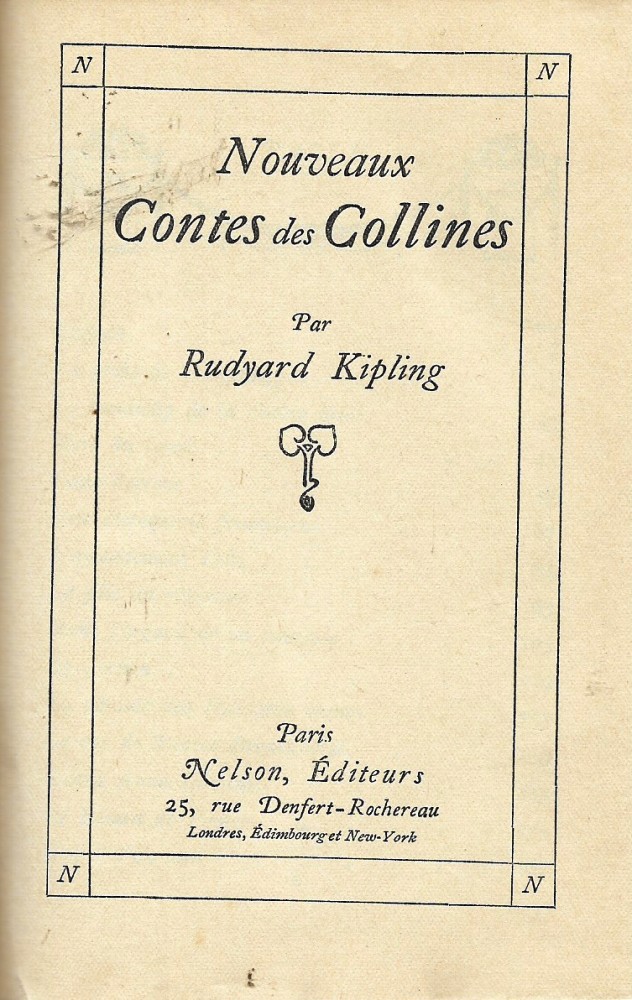 N
N
Nouveaux
Contes des Collines
Par
Rudyard Kipling
Paris
Nelson, Éditeurs
25, rue Denfert-Rochereau
Londres, Édimbourg et New-York
N
N